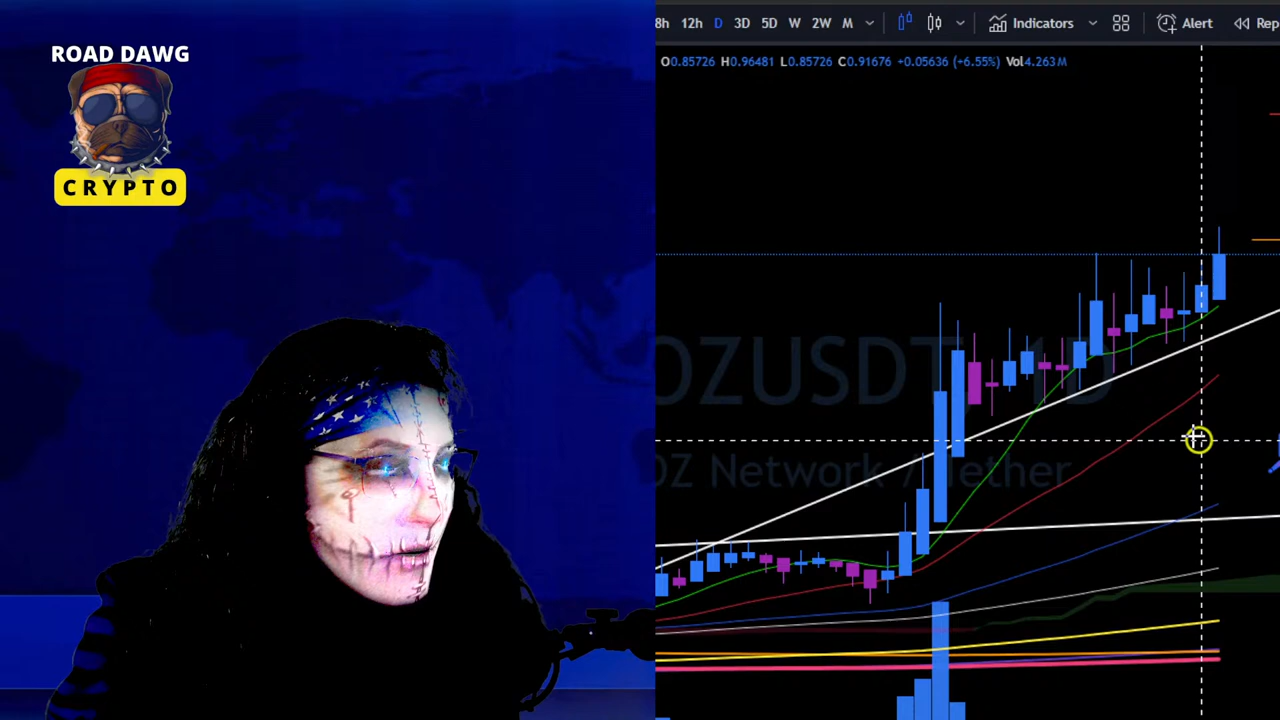 ROAD DAWG
CRYPTO
8h 12h D 3D 5D W 2W M Indicators Alert Rep
O0.85726 H0.96481 L0.85726 C0.91676 +0.05636 (+6.55%) Vol4.263M
OZUSDT, 1D
OZ Network / Tether